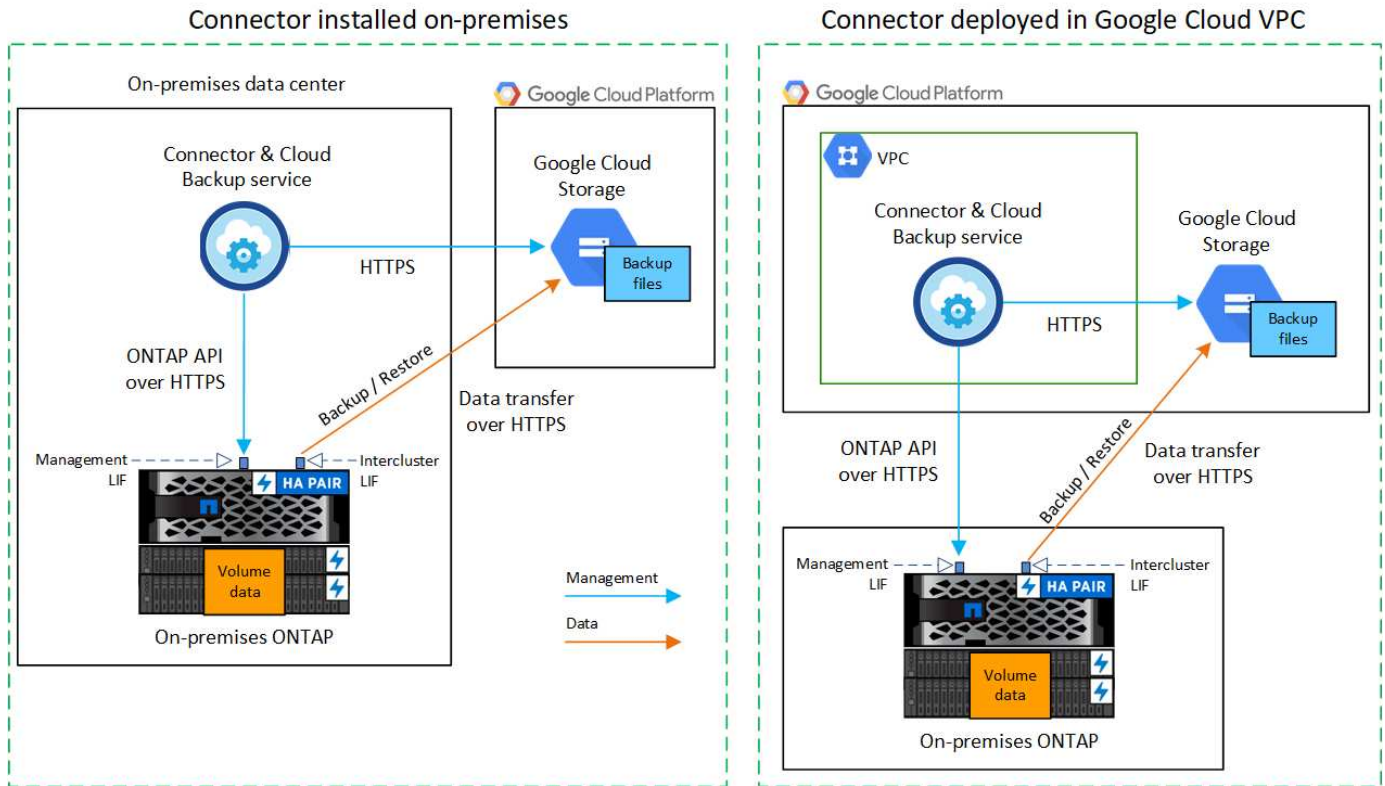 Connector installed on-premises
On-premises data center
Google Cloud Platform
Connector & Cloud
Backup service
Google Cloud
Storage
HTTPS
Backup
files
ONTAP API
over HTTPS
Backup / Restore
Data transfer
over HTTPS
Management
LIF
Intercluster
LIF
HA PAIR
Volume
data
On-premises ONTAP
Management
Data
Connector deployed in Google Cloud VPC
Google Cloud Platform
VPC
Connector & Cloud
Backup service
Google Cloud
Storage
HTTPS
Backup
files
ONTAP API
over HTTPS
Backup / Restore
Data transfer
over HTTPS
Management
LIF
Intercluster
LIF
HA PAIR
Volume
data
On-premises ONTAP